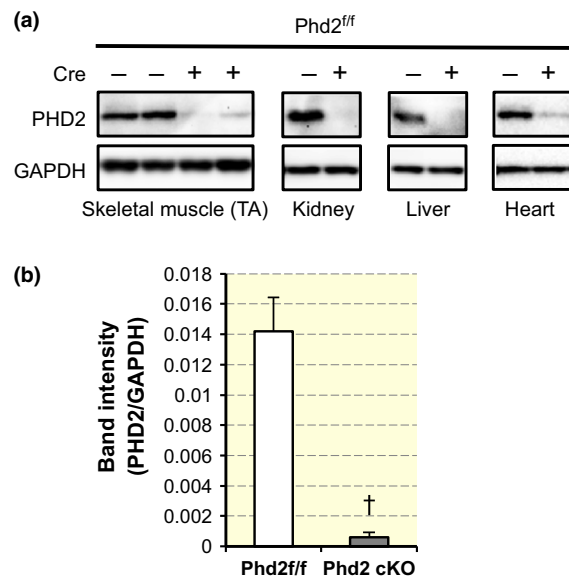 (a)
Phd2f/f
Cre – – + + – + – + – +
PHD2
GAPDH
Skeletal muscle (TA) Kidney Liver Heart
(b)
Band intensity
(PHD2/GAPDH)
0.018
0.016
0.014
0.012
0.01
0.008
0.006
0.004
0.002
0
†
Phd2f/f Phd2 cKO